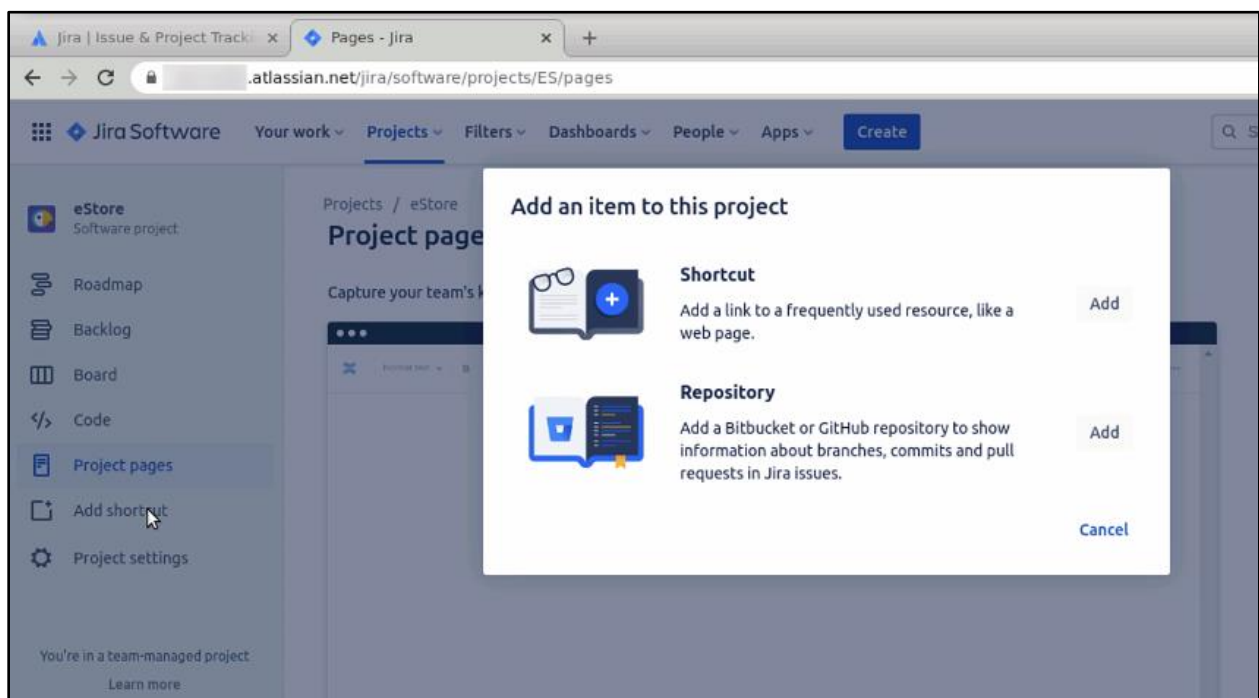 Jira | Issue & Project Tracki
Pages - Jira
.atlassian.net/jira/software/projects/ES/pages
Jira Software Your work Projects Filters Dashboards People Apps Create
eStore
Software project
Roadmap
Backlog
Board
Code
Project pages
Add shortcut
Project settings
You're in a team-managed project
Learn more
Projects / eStore
Project page
Capture your team's k
Add an item to this project
Shortcut
Add a link to a frequently used resource, like a
web page.
Add
Repository
Add a Bitbucket or GitHub repository to show
information about branches, commits and pull
requests in Jira issues.
Add
Cancel